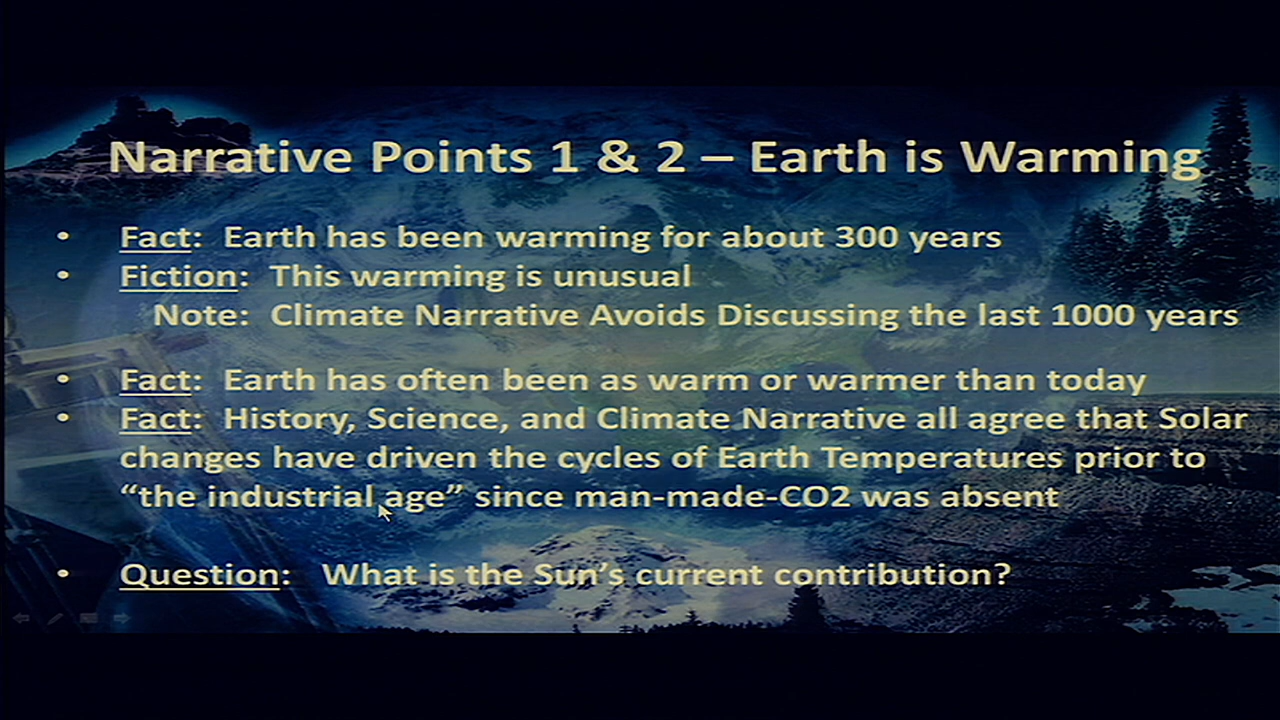 Narrative Points 1 & 2 – Earth is Warming
• Fact: Earth has been warming for about 300 years
• Fiction: This warming is unusual
Note: Climate Narrative Avoids Discussing the last 1000 years
• Fact: Earth has often been as warm or warmer than today
• Fact: History, Science, and Climate Narrative all agree that Solar
changes have driven the cycles of Earth Temperatures prior to
“the industrial age” since man-made-CO2 was absent
• Question: What is the Sun’s current contribution?